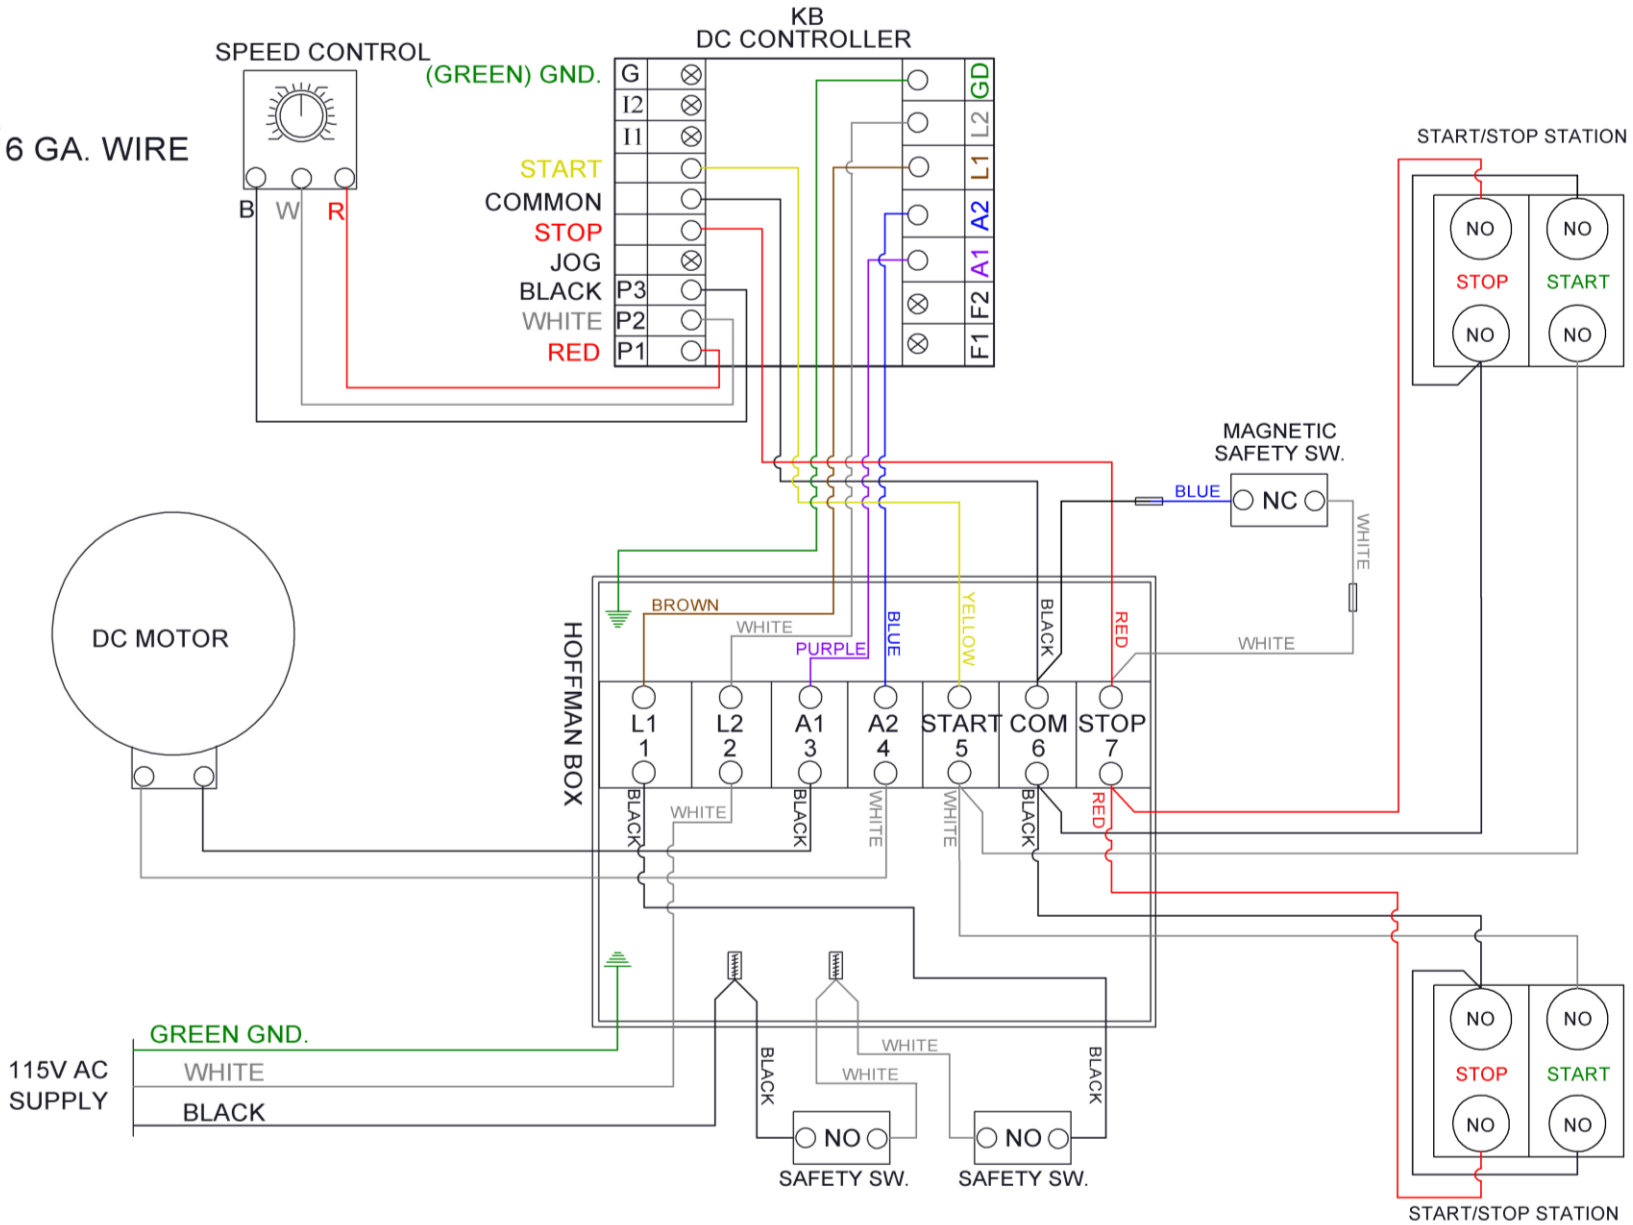 KB
DC CONTROLLER
SPEED CONTROL
6 GA. WIRE
B W R
(GREEN) GND.
START
COMMON
STOP
JOG
BLACK
WHITE
RED
G
I2
I1
P3
P2
P1
GD
L2
L1
A2
A1
F2
F1
START/STOP STATION
NO NO
STOP START
NO NO
MAGNETIC
SAFETY SW.
BLUE
NC
WHITE
WHITE
DC MOTOR
HOFFMAN BOX
BROWN
WHITE
PURPLE
BLUE
YELLOW
BLACK
RED
L1 L2 A1 A2 START COM STOP
1 2 3 4 5 6 7
BLACK
WHITE
BLACK
WHITE
WHITE
BLACK
RED
115V AC
SUPPLY
GREEN GND.
WHITE
BLACK
BLACK
WHITE
WHITE
BLACK
NO
SAFETY SW.
NO
SAFETY SW.
NO NO
STOP START
NO NO
START/STOP STATION